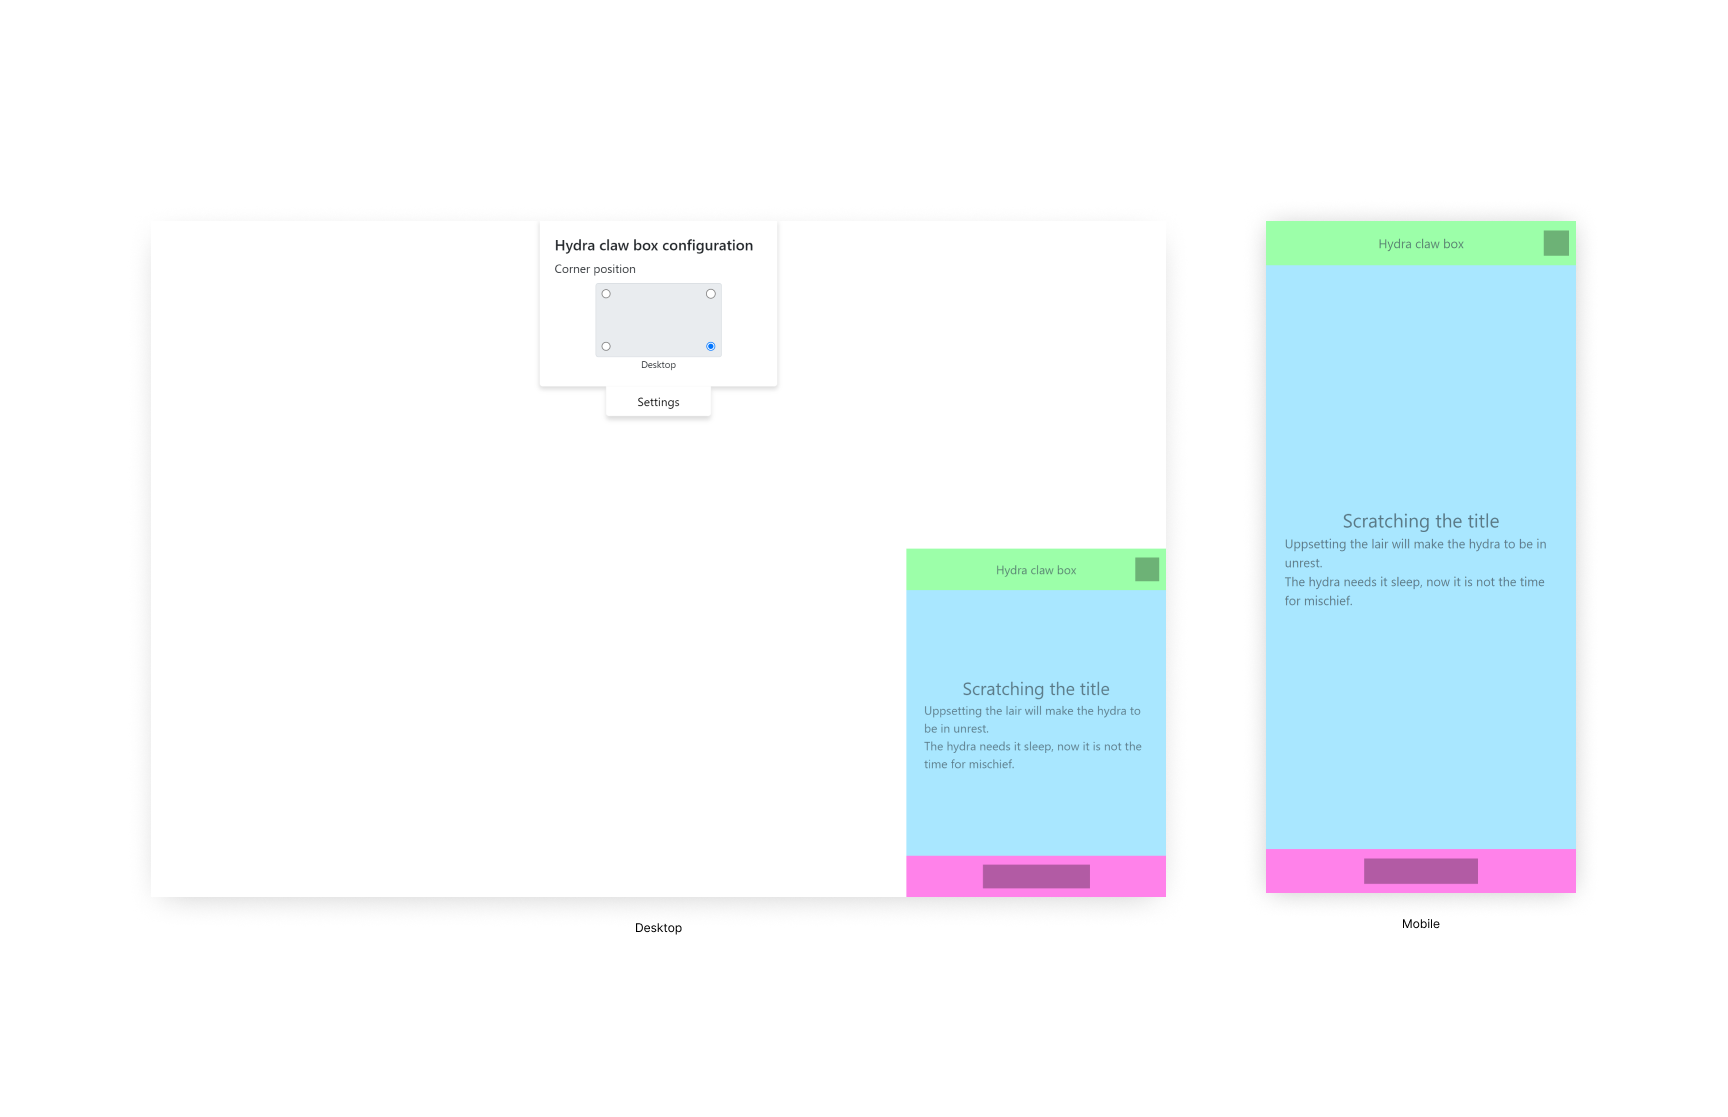 Hydra claw box configuration
Corner position
Desktop
Settings
Hydra claw box
Scratching the title
Uppsetting the lair will make the hydra to
be in unrest.
The hydra needs it sleep, now it is not the
time for mischief.
Desktop
Hydra claw box
Scratching the title
Uppsetting the lair will make the hydra to be in
unrest.
The hydra needs it sleep, now it is not the time
for mischief.
Mobile